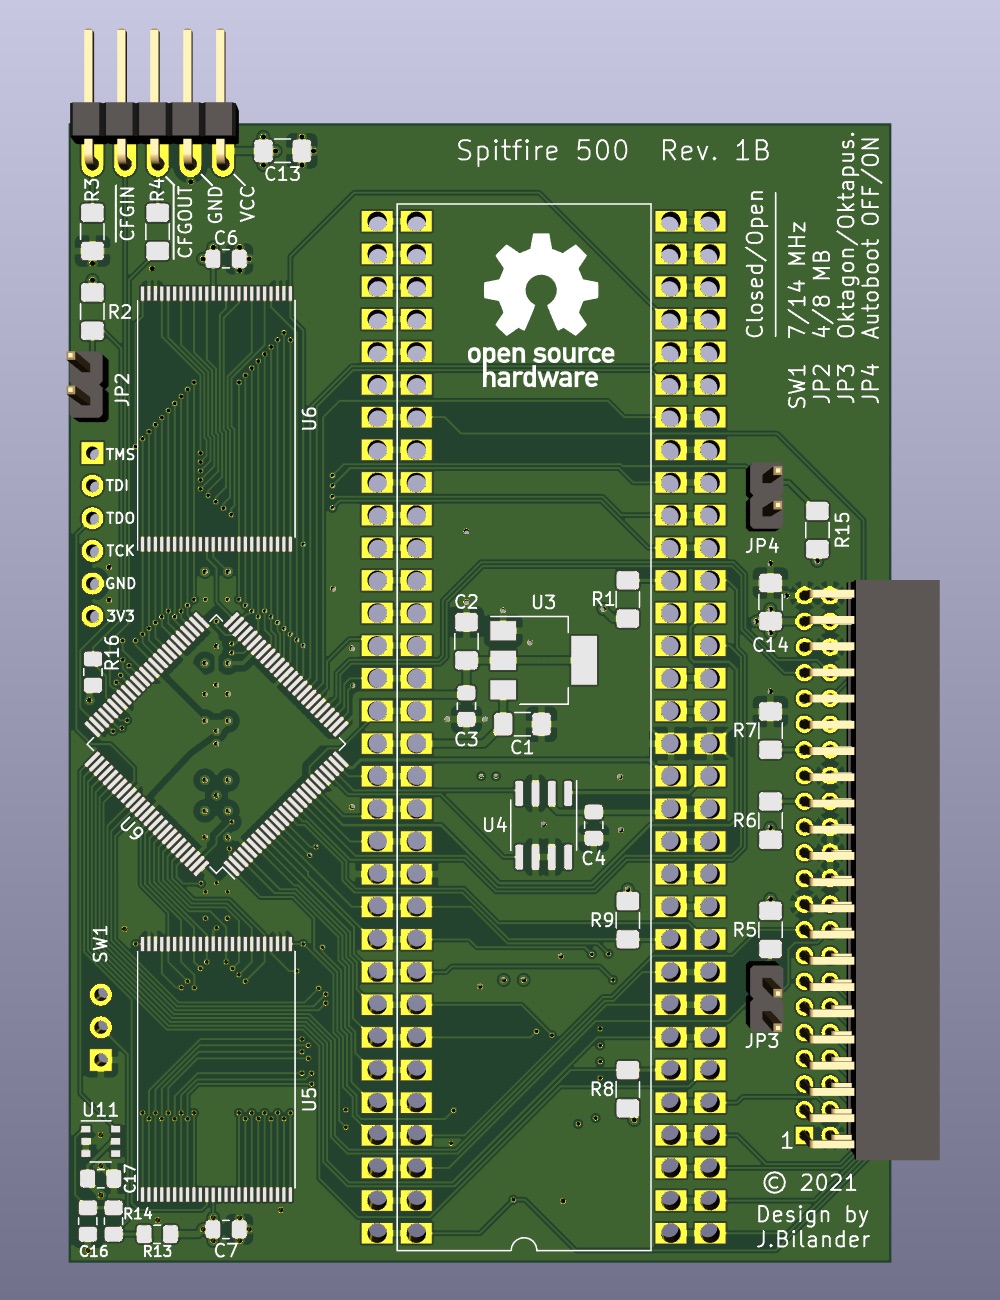 Spitfire 500 Rev. 1B
C13
R3
CFGIN
R4
CFGOUT
GND
VCC
C6
R2
JP2
U6
open source
hardware
Closed/Open
SW1 7/14 MHz
JP2 4/8 MB
JP3 Oktagon/Oktapus.
JP4 Autoboot OFF/ON
TMS
TDI
TDO
TCK
GND
3V3
R16
JP4
R15
C14
R1
C2
U3
C3
C1
R7
U9
U4
C4
R6
R9
R5
SW1
JP3
U5
R8
U11
1
C17
R14
C16
R13
C7
© 2021
Design by
J.Bilander